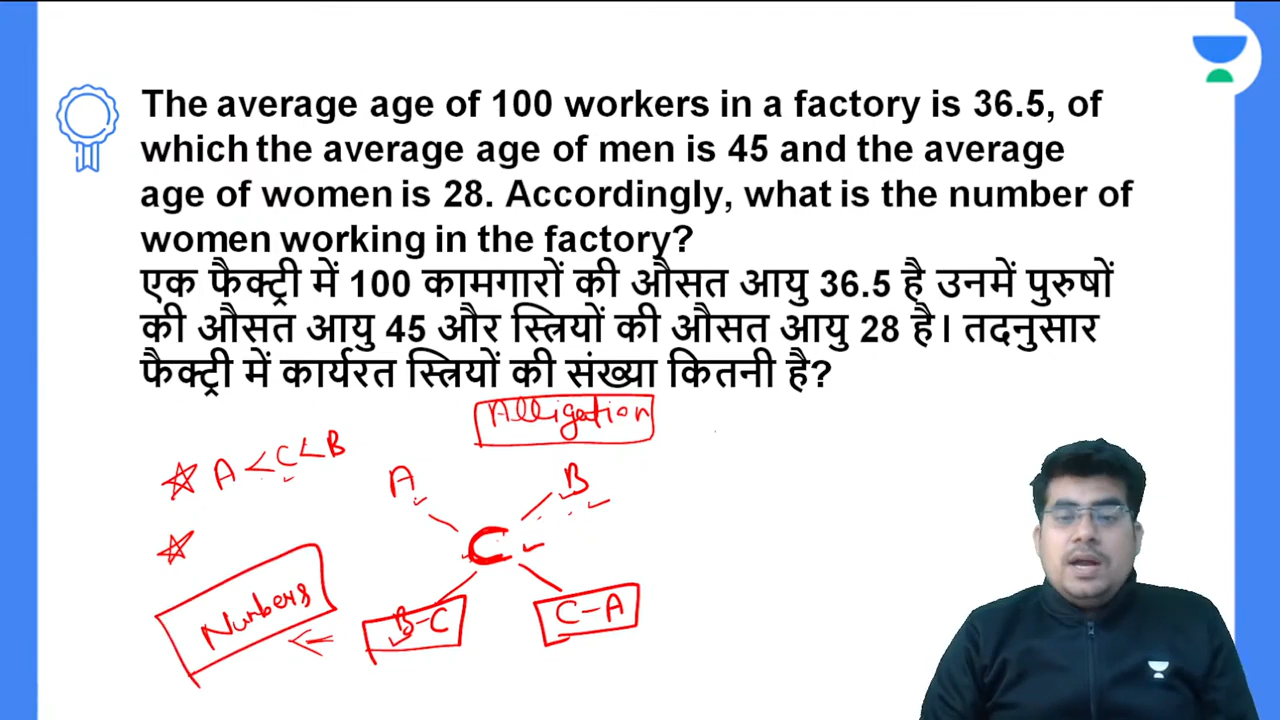 The average age of 100 workers in a factory is 36.5, of
which the average age of men is 45 and the average
age of women is 28. Accordingly, what is the number of
women working in the factory?
एक फैक्ट्री में 100 कामगारों की औसत आयु 36.5 है उनमें पुरुषों
की औसत आयु 45 और स्त्रियों की औसत आयु 28 है। तदनुसार
फैक्ट्री में कार्यरत स्त्रियों की संख्या कितनी है?
Alligation
A < C < B
A B
C
B-C C-A
Numbers